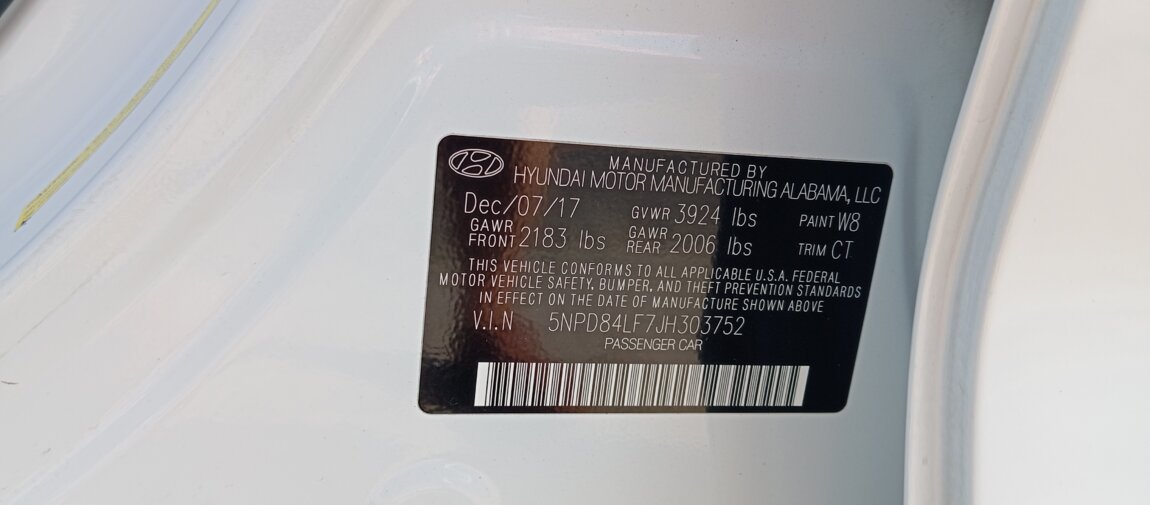 MANUFACTURED BY
HYUNDAI MOTOR MANUFACTURING ALABAMA, LLC
Dec/07/17 GVWR 3924 lbs PAINT W8
GAWR FRONT 2183 lbs GAWR REAR 2006 lbs TRIM CT
THIS VEHICLE CONFORMS TO ALL APPLICABLE U.S.A. FEDERAL
MOTOR VEHICLE SAFETY, BUMPER, AND THEFT PREVENTION STANDARDS
IN EFFECT ON THE DATE OF MANUFACTURE SHOWN ABOVE
V.I.N 5NPD84LF7JH303752
PASSENGER CAR